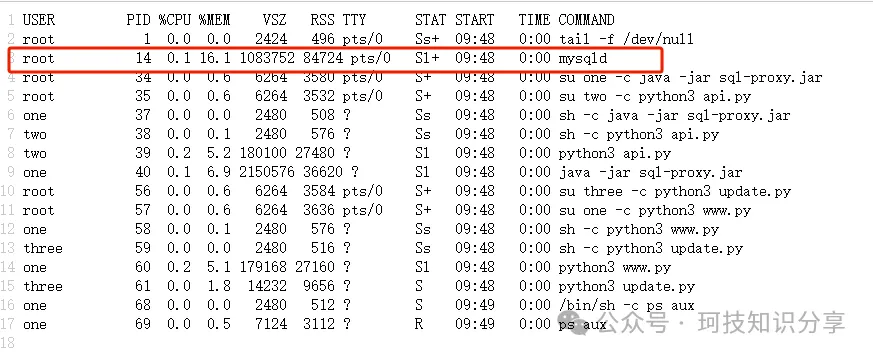 1 USER PID %CPU %MEM VSZ RSS TTY STAT START TIME COMMAND
2 root 1 0.0 0.0 2424 496 pts/0 Ss+ 09:48 0:00 tail -f /dev/null
3 root 14 0.1 16.1 1083752 84724 pts/0 Sl+ 09:48 0:00 mysqld
4 root 34 0.0 0.6 6264 3580 pts/0 S+ 09:48 0:00 su one -c java -jar sql-proxy.jar
5 root 35 0.0 0.6 6264 3532 pts/0 S+ 09:48 0:00 su two -c python3 api.py
6 one 37 0.0 0.0 2480 508 ? Ss 09:48 0:00 sh -c java -jar sql-proxy.jar
7 two 38 0.0 0.1 2480 576 ? Ss 09:48 0:00 sh -c python3 api.py
8 two 39 0.2 5.2 180100 27480 ? Sl 09:48 0:00 python3 api.py
9 one 40 0.1 6.9 2150576 36620 ? Sl 09:48 0:00 java -jar sql-proxy.jar
10 root 56 0.0 0.6 6264 3584 pts/0 S+ 09:48 0:00 su three -c python3 update.py
11 root 57 0.0 0.6 6264 3636 pts/0 S+ 09:48 0:00 su one -c python3 www.py
12 one 58 0.0 0.1 2480 576 ? Ss 09:48 0:00 sh -c python3 www.py
13 three 59 0.0 0.0 2480 516 ? Ss 09:48 0:00 sh -c python3 update.py
14 one 60 0.2 5.1 179168 27160 ? Sl 09:48 0:00 python3 www.py
15 three 61 0.0 1.8 14232 9656 ? S 09:48 0:00 python3 update.py
16 one 68 0.0 0.0 2480 512 ? S 09:49 0:00 /bin/sh -c ps aux
17 one 69 0.0 0.5 7124 3112 ? R 09:49 0:00 ps aux
18
公众号 · 珂技知识分享